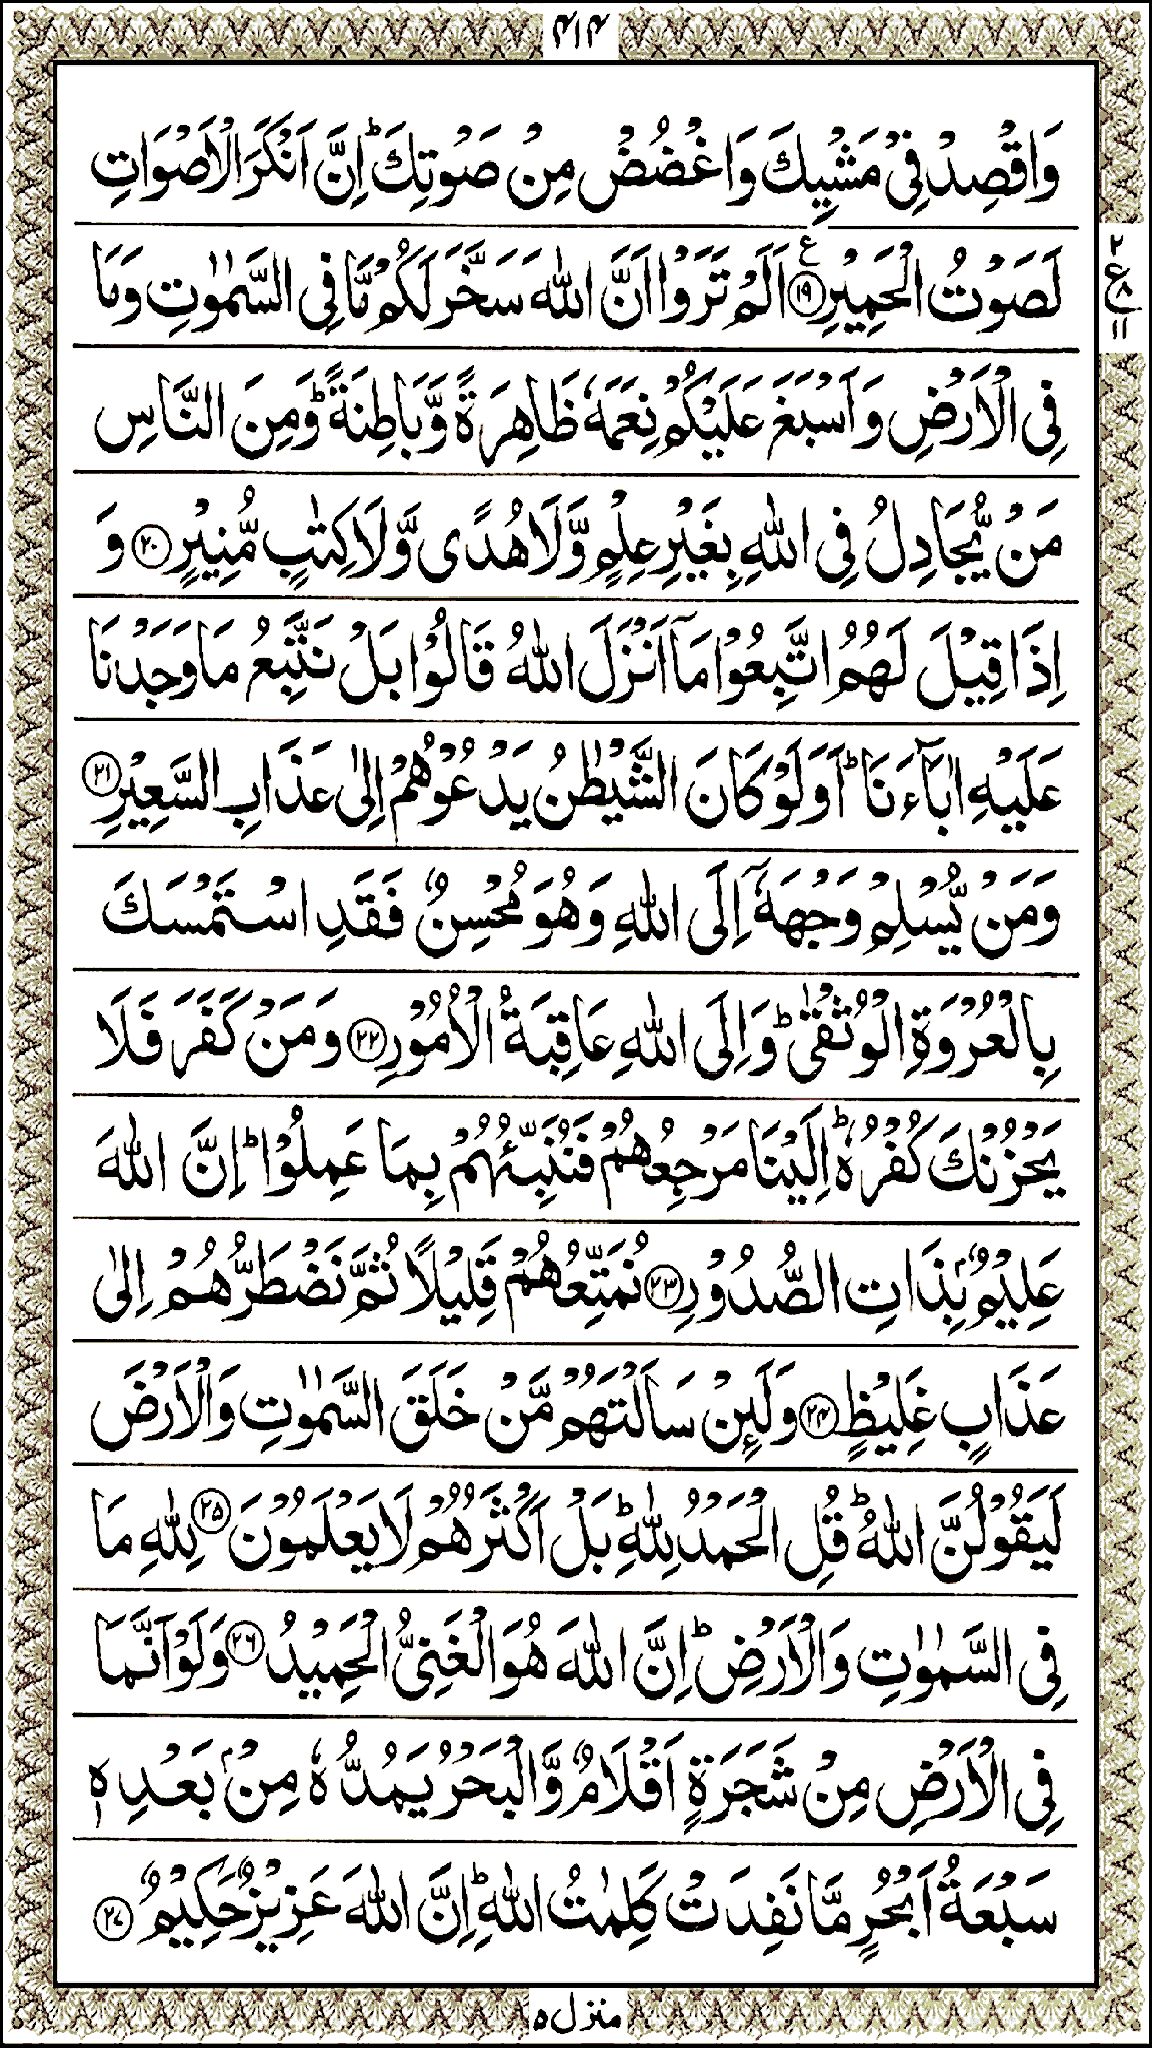 ۴۱۴
وَاقْصِدْ فِیْ مَشْیِكَ وَاغْضُضْ مِنْ صَوْتِكَ ؕ اِنَّ اَنْكَرَ الْاَصْوَاتِ
لَصَوْتُ الْحَمِیْرِ ﴿۱۹﴾ ع اَلَمْ تَرَوْا اَنَّ اللّٰهَ سَخَّرَ لَكُمْ مَّا فِی السَّمٰوٰتِ وَمَا
۲
ع
۸
۱۱
فِی الْاَرْضِ وَاَسْبَغَ عَلَیْكُمْ نِعَمَهٗ ظَاهِرَةً وَّبَاطِنَةً ؕ وَمِنَ النَّاسِ
مَنْ یُّجَادِلُ فِی اللّٰهِ بِغَیْرِ عِلْمٍ وَّلَا هُدًی وَّلَا كِتٰبٍ مُّنِیْرٍ ﴿۲۰﴾ وَ
اِذَا قِیْلَ لَهُمُ اتَّبِعُوْا مَاۤ اَنْزَلَ اللّٰهُ قَالُوْا بَلْ نَتَّبِعُ مَا وَجَدْنَا
عَلَیْهِ اٰبَآءَنَا ؕ اَوَلَوْ كَانَ الشَّیْطٰنُ یَدْعُوْهُمْ اِلٰی عَذَابِ السَّعِیْرِ ﴿۲۱﴾
وَمَنْ یُّسْلِمْ وَجْهَهٗۤ اِلَی اللّٰهِ وَهُوَ مُحْسِنٌ فَقَدِ اسْتَمْسَكَ
بِالْعُرْوَةِ الْوُثْقٰی ؕ وَاِلَی اللّٰهِ عَاقِبَةُ الْاُمُوْرِ ﴿۲۲﴾ وَمَنْ كَفَرَ فَلَا
یَحْزُنْكَ كُفْرُهٗ ؕ اِلَیْنَا مَرْجِعُهُمْ فَنُنَبِّئُهُمْ بِمَا عَمِلُوْا ؕ اِنَّ اللّٰهَ
عَلِیْمٌۢ بِذَاتِ الصُّدُوْرِ ﴿۲۳﴾ نُمَتِّعُهُمْ قَلِیْلًا ثُمَّ نَضْطَرُّهُمْ اِلٰی
عَذَابٍ غَلِیْظٍ ﴿۲۴﴾ وَلَئِنْ سَاَلْتَهُمْ مَّنْ خَلَقَ السَّمٰوٰتِ وَالْاَرْضَ
لَیَقُوْلُنَّ اللّٰهُ ؕ قُلِ الْحَمْدُ لِلّٰهِ ؕ بَلْ اَكْثَرُهُمْ لَا یَعْلَمُوْنَ ﴿۲۵﴾ لِلّٰهِ مَا
فِی السَّمٰوٰتِ وَالْاَرْضِ ؕ اِنَّ اللّٰهَ هُوَ الْغَنِیُّ الْحَمِیْدُ ﴿۲۶﴾ وَلَوْ اَنَّمَا
فِی الْاَرْضِ مِنْ شَجَرَةٍ اَقْلَامٌ وَّالْبَحْرُ یَمُدُّهٗ مِنْۢ بَعْدِهٖ
سَبْعَةُ اَبْحُرٍ مَّا نَفِدَتْ كَلِمٰتُ اللّٰهِ ؕ اِنَّ اللّٰهَ عَزِیْزٌ حَكِیْمٌ ﴿۲۷﴾
منزل ۵